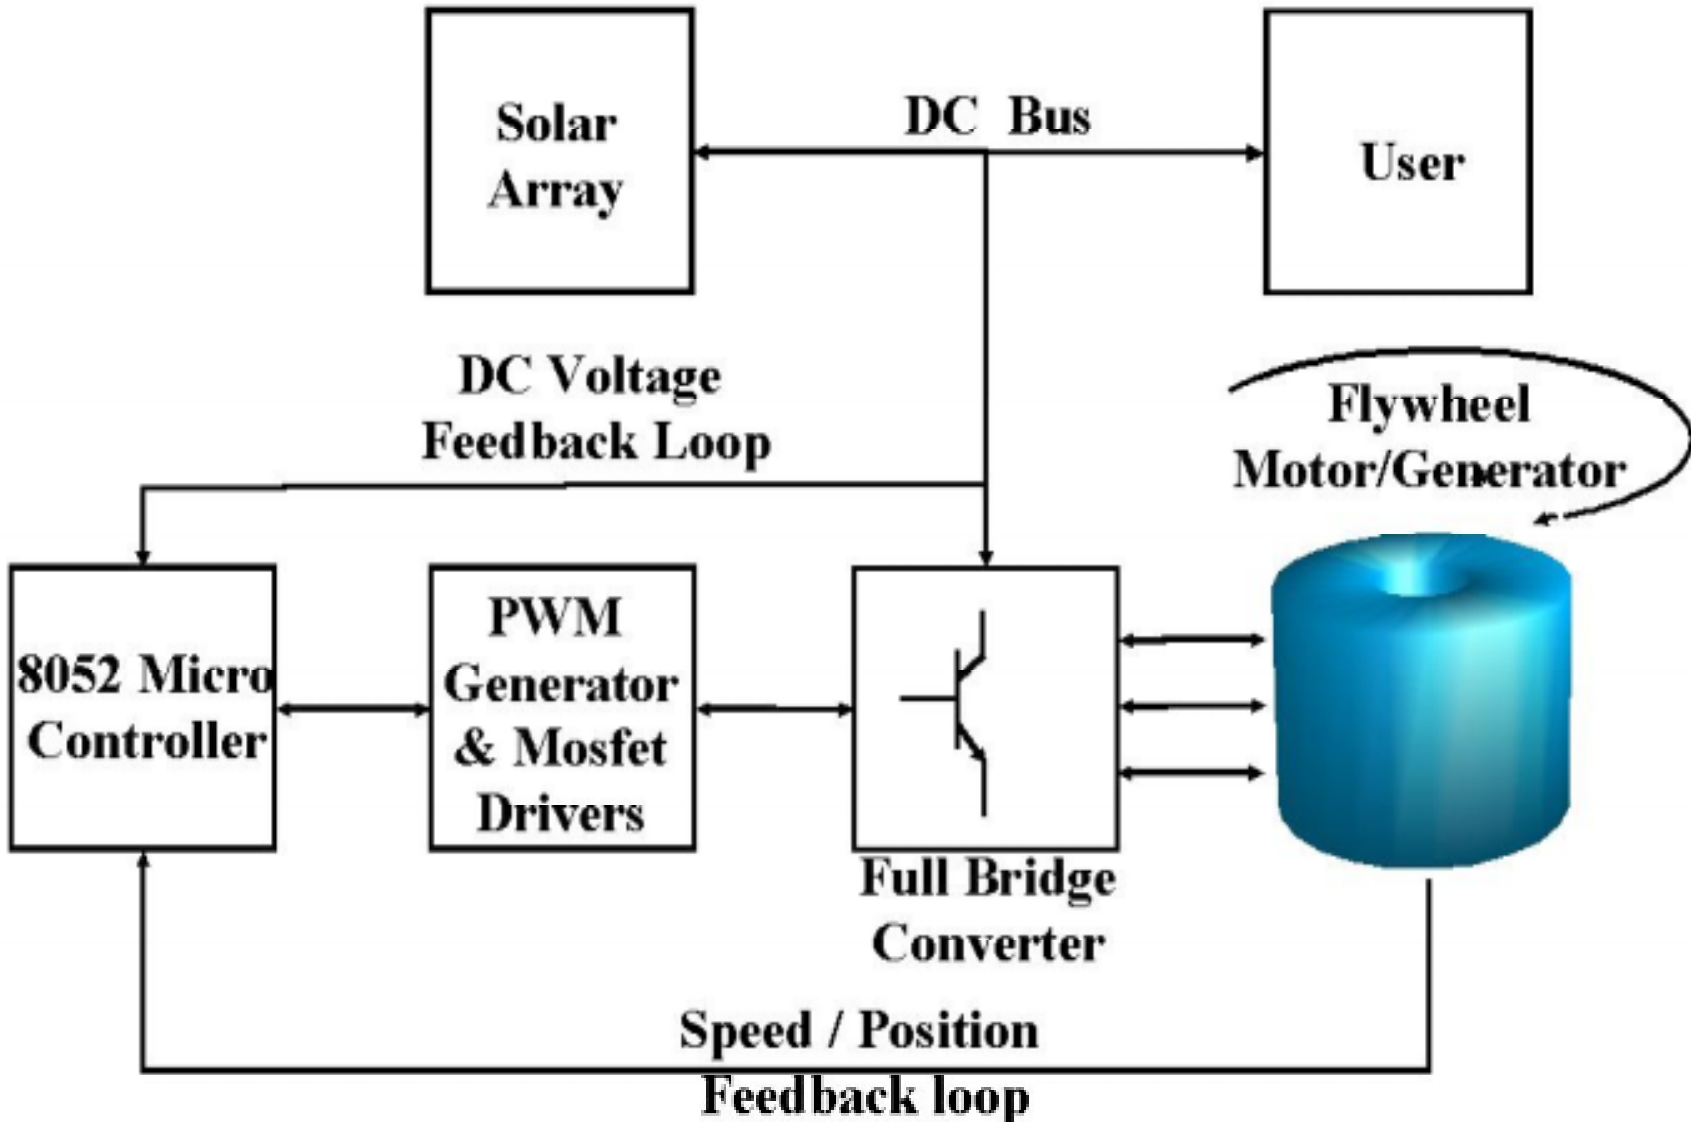 Solar
Array
DC Bus
User
DC Voltage
Feedback Loop
Flywheel
Motor/Generator
8052 Micro
Controller
PWM
Generator
& Mosfet
Drivers
Full Bridge
Converter
Speed / Position
Feedback loop